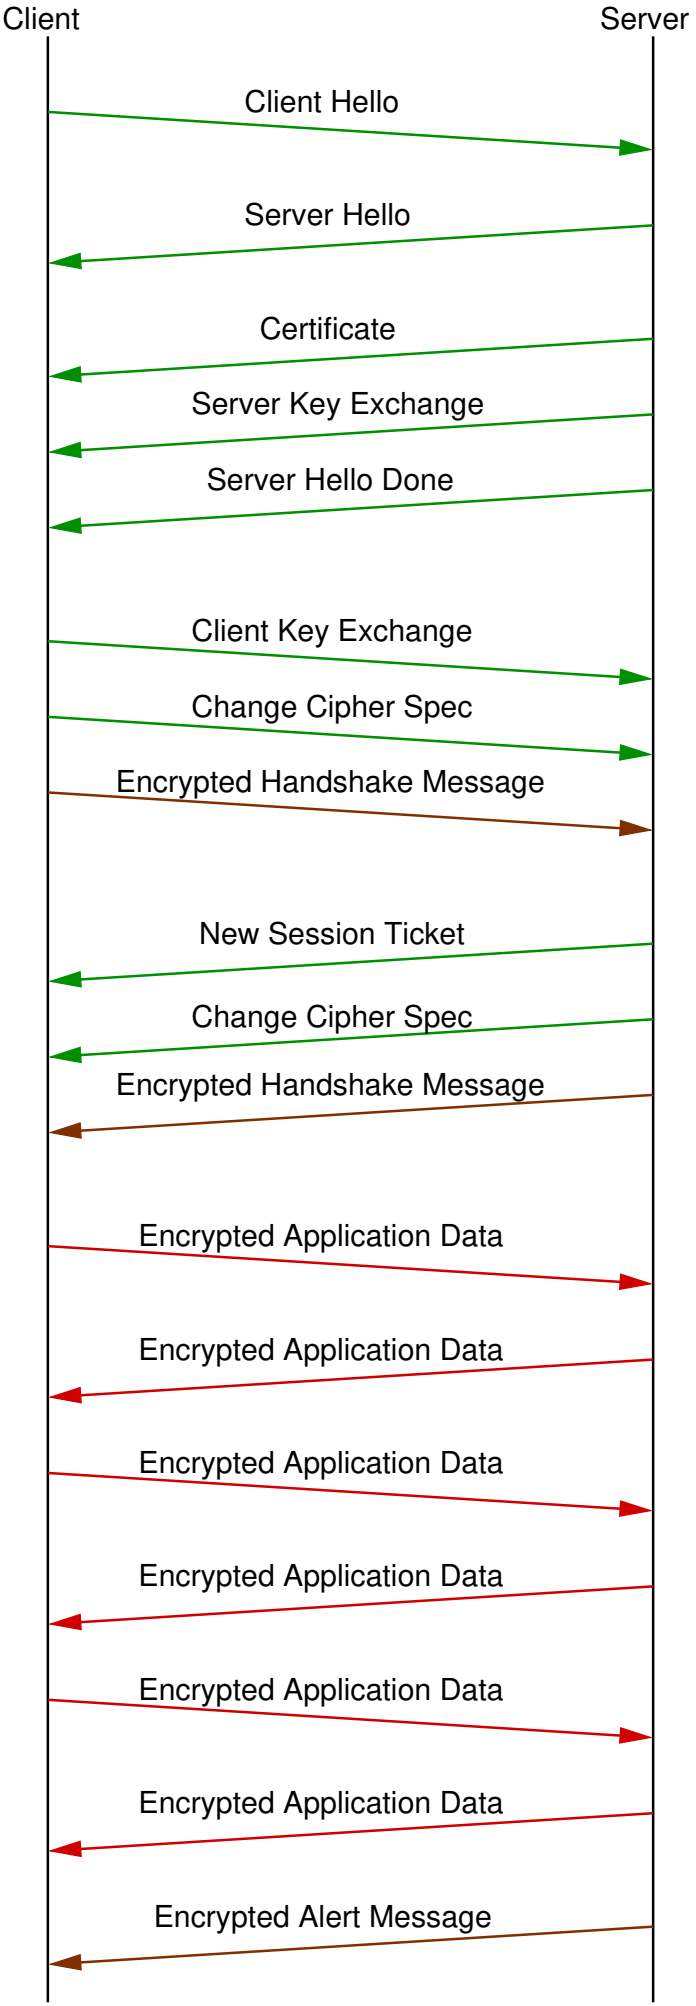 Client Server
Client Hello
Server Hello
Certificate
Server Key Exchange
Server Hello Done
Client Key Exchange
Change Cipher Spec
Encrypted Handshake Message
New Session Ticket
Change Cipher Spec
Encrypted Handshake Message
Encrypted Application Data
Encrypted Application Data
Encrypted Application Data
Encrypted Application Data
Encrypted Application Data
Encrypted Application Data
Encrypted Alert Message